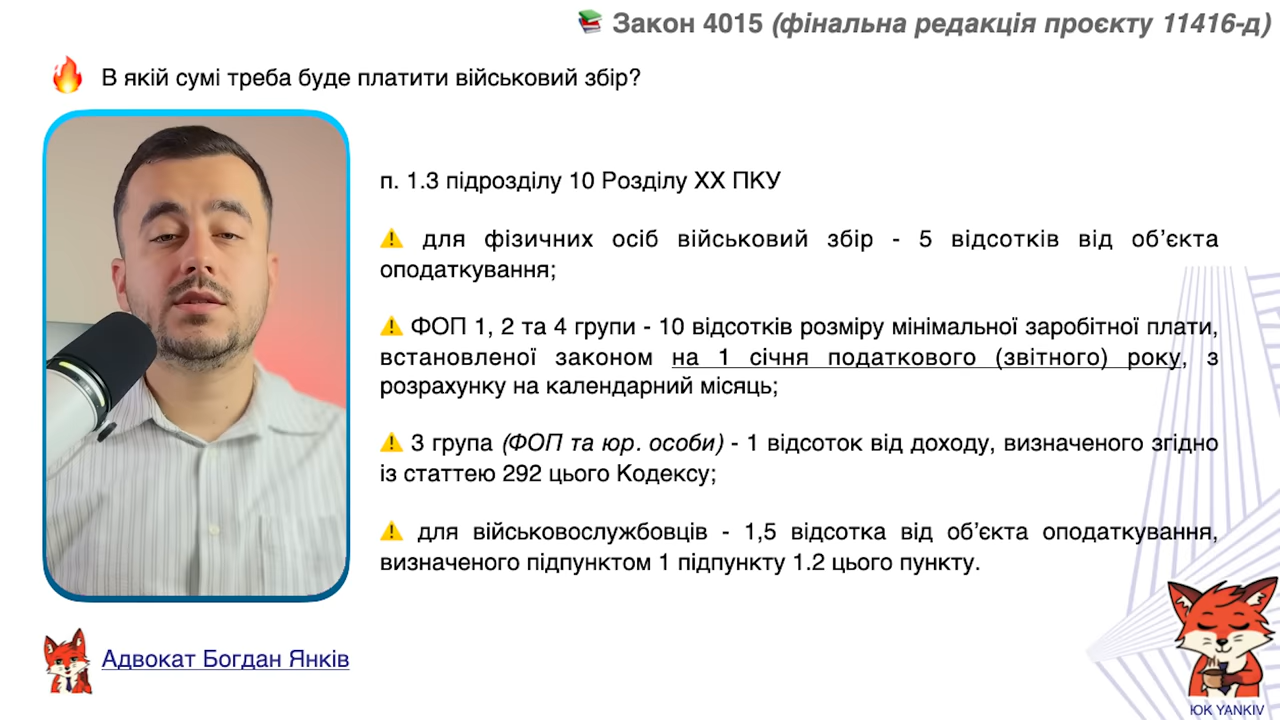 Закон 4015 (фінальна редакція проєкту 11416-д)
В якій сумі треба буде платити військовий збір?
п. 1.3 підрозділу 10 Розділу ХХ ПКУ
для фізичних осіб військовий збір - 5 відсотків від об’єкта
оподаткування;
ФОП 1, 2 та 4 групи - 10 відсотків розміру мінімальної заробітної плати,
встановленої законом на 1 січня податкового (звітного) року, з
розрахунку на календарний місяць;
3 група (ФОП та юр. особи) - 1 відсоток від доходу, визначеного згідно
із статтею 292 цього Кодексу;
для військовослужбовців - 1,5 відсотка від об’єкта оподаткування,
визначеного підпунктом 1 підпункту 1.2 цього пункту.
Адвокат Богдан Янків
ЮК YANKIV